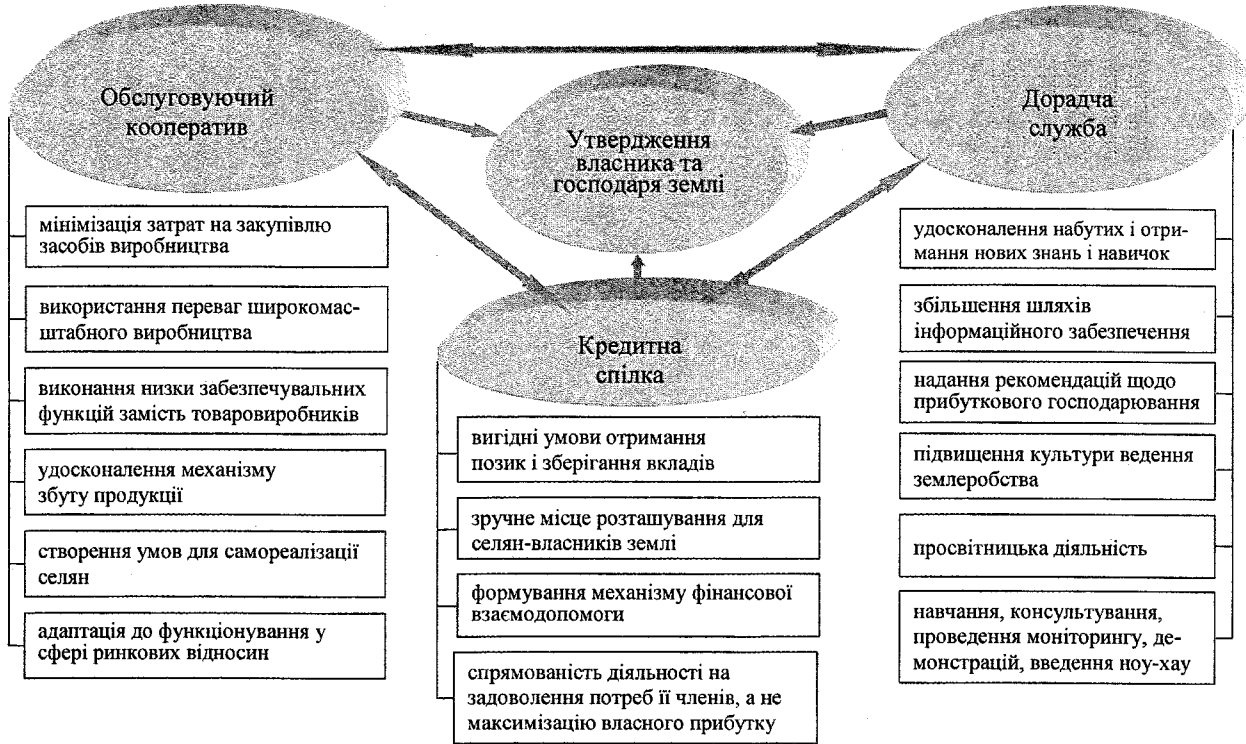 Обслуговуючий
кооператив
Утвердження
власника та
господаря землі
Дорадча
служба
мінімізація затрат на закупівлю
засобів виробництва
використання переваг широкомас-
штабного виробництва
виконання низки забезпечувальних
функцій замість товаровиробників
удосконалення механізму
збуту продукції
створення умов для самореалізації
селян
адаптація до функціонування у
сфері ринкових відносин
Кредитна
спілка
вигідні умови отримання
позик і зберігання вкладів
зручне місце розташування для
селян-власників землі
формування механізму фінансової
взаємодопомоги
спрямованість діяльності на
задоволення потреб її членів, а не
максимізацію власного прибутку
удосконалення набутих і отри-
мання нових знань і навичок
збільшення шляхів
інформаційного забезпечення
надання рекомендацій щодо
прибуткового господарювання
підвищення культури ведення
землеробства
просвітницька діяльність
навчання, консультування,
проведення моніторингу, де-
монстрацій, введення ноу-хау